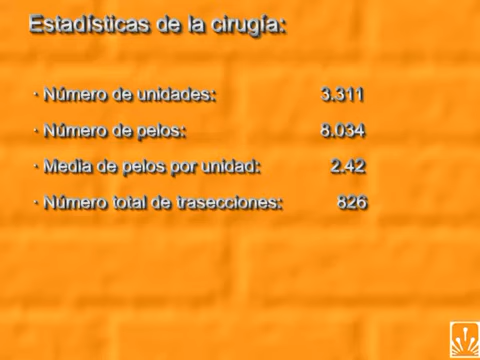 Estadísticas de la cirugía:
· Número de unidades: 3.311
· Número de pelos: 8.034
· Media de pelos por unidad: 2.42
· Número total de trasecciones: 826